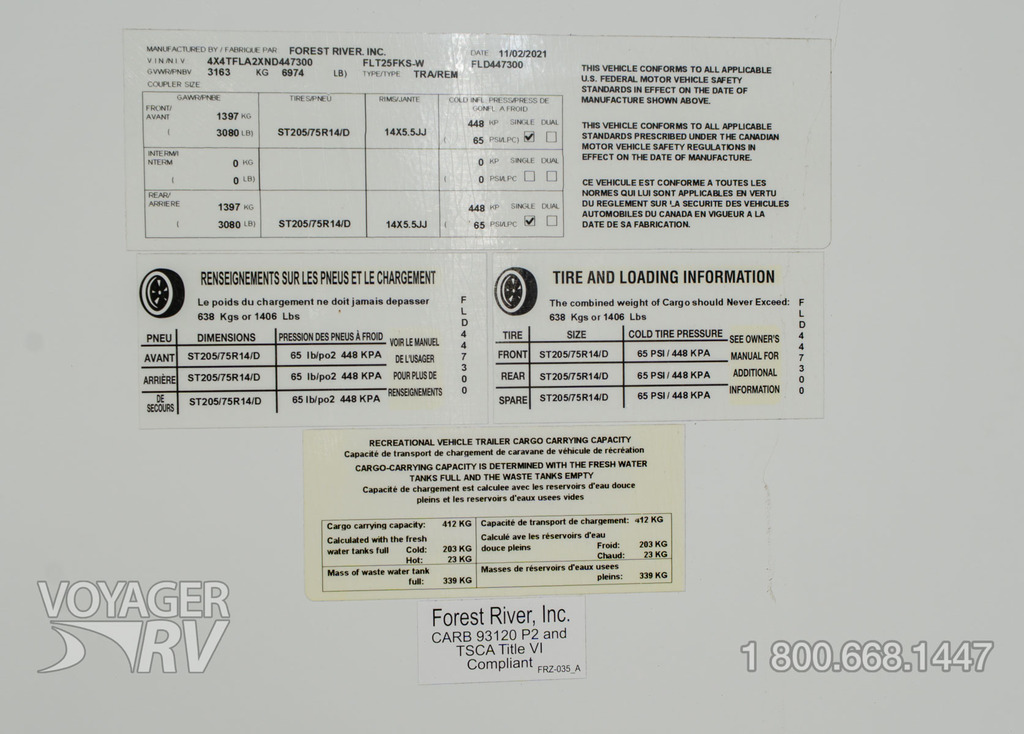 MANUFACTURED BY / FABRIQUE PAR FOREST RIVER, INC. DATE 11/02/2021
V I N / N I V 4X4TFLA2XND447300 FLT25FKS-W FLD447300
GVWR/PNBV 3163 KG 6974 LB) TYPE/TYPE TRA/REM
COUPLER SIZE
GAWR/PNBE TIRES/PNEU RIMS/JANTE COLD INFL. PRESS/PRESS DE GONFL. A FROID
FRONT/
AVANT 1397 KG 448 KP SINGLE DUAL
( 3080 LB) ST205/75R14/D 14X5.5JJ ( 65 PSI/LPC)
INTERM/I
NTERM 0 KG 0 KP SINGLE DUAL
( 0 LB) ( 0 PSI/LPC
REAR/
ARRIERE 1397 KG 448 KP SINGLE DUAL
( 3080 LB) ST205/75R14/D 14X5.5JJ ( 65 PSI/LPC
THIS VEHICLE CONFORMS TO ALL APPLICABLE
U.S. FEDERAL MOTOR VEHICLE SAFETY
STANDARDS IN EFFECT ON THE DATE OF
MANUFACTURE SHOWN ABOVE.
THIS VEHICLE CONFORMS TO ALL APPLICABLE
STANDARDS PRESCRIBED UNDER THE CANADIAN
MOTOR VEHICLE SAFETY REGULATIONS IN
EFFECT ON THE DATE OF MANUFACTURE.
CE VEHICULE EST CONFORME A TOUTES LES
NORMES QUI LUI SONT APPLICABLES EN VERTU
DU REGLEMENT SUR LA SECURITE DES VEHICULES
AUTOMOBILES DU CANADA EN VIGUEUR A LA
DATE DE SA FABRICATION.
RENSEIGNEMENTS SUR LES PNEUS ET LE CHARGEMENT
Le poids du chargement ne doit jamais depasser
638 Kgs or 1406 Lbs
PNEU DIMENSIONS PRESSION DES PNEUS À FROID
AVANT ST205/75R14/D 65 lb/po2 448 KPA
ARRIÈRE ST205/75R14/D 65 lb/po2 448 KPA
DE SECOURS ST205/75R14/D 65 lb/po2 448 KPA
VOIR LE MANUEL
DE L'USAGER
POUR PLUS DE
RENSEIGNEMENTS
FLD447300
TIRE AND LOADING INFORMATION
The combined weight of Cargo should Never Exceed:
638 Kgs or 1406 Lbs
TIRE SIZE COLD TIRE PRESSURE
FRONT ST205/75R14/D 65 PSI / 448 KPA
REAR ST205/75R14/D 65 PSI / 448 KPA
SPARE ST205/75R14/D 65 PSI / 448 KPA
SEE OWNER'S
MANUAL FOR
ADDITIONAL
INFORMATION
FLD447300
RECREATIONAL VEHICLE TRAILER CARGO CARRYING CAPACITY
Capacité de transport de chargement de caravane de véhicule de récréation
CARGO-CARRYING CAPACITY IS DETERMINED WITH THE FRESH WATER
TANKS FULL AND THE WASTE TANKS EMPTY
Capacité de chargement est calculee avec les reservoirs d'eau douce
pleins et les reservoirs d'eaux usees vides
Cargo carrying capacity: 412 KG
Calculated with the fresh
water tanks full Cold: 203 KG
Hot: 23 KG
Mass of waste water tank
full: 339 KG
Capacité de transport de chargement: 412 KG
Calculé ave les réservoirs d'eau
douce pleins Froid: 203 KG
Chaud: 23 KG
Masses de réservoirs d'eaux usees
pleins: 339 KG
Forest River, Inc.
CARB 93120 P2 and
TSCA Title VI
Compliant FRZ-035_A
VOYAGER
RV
1 800.668.1447